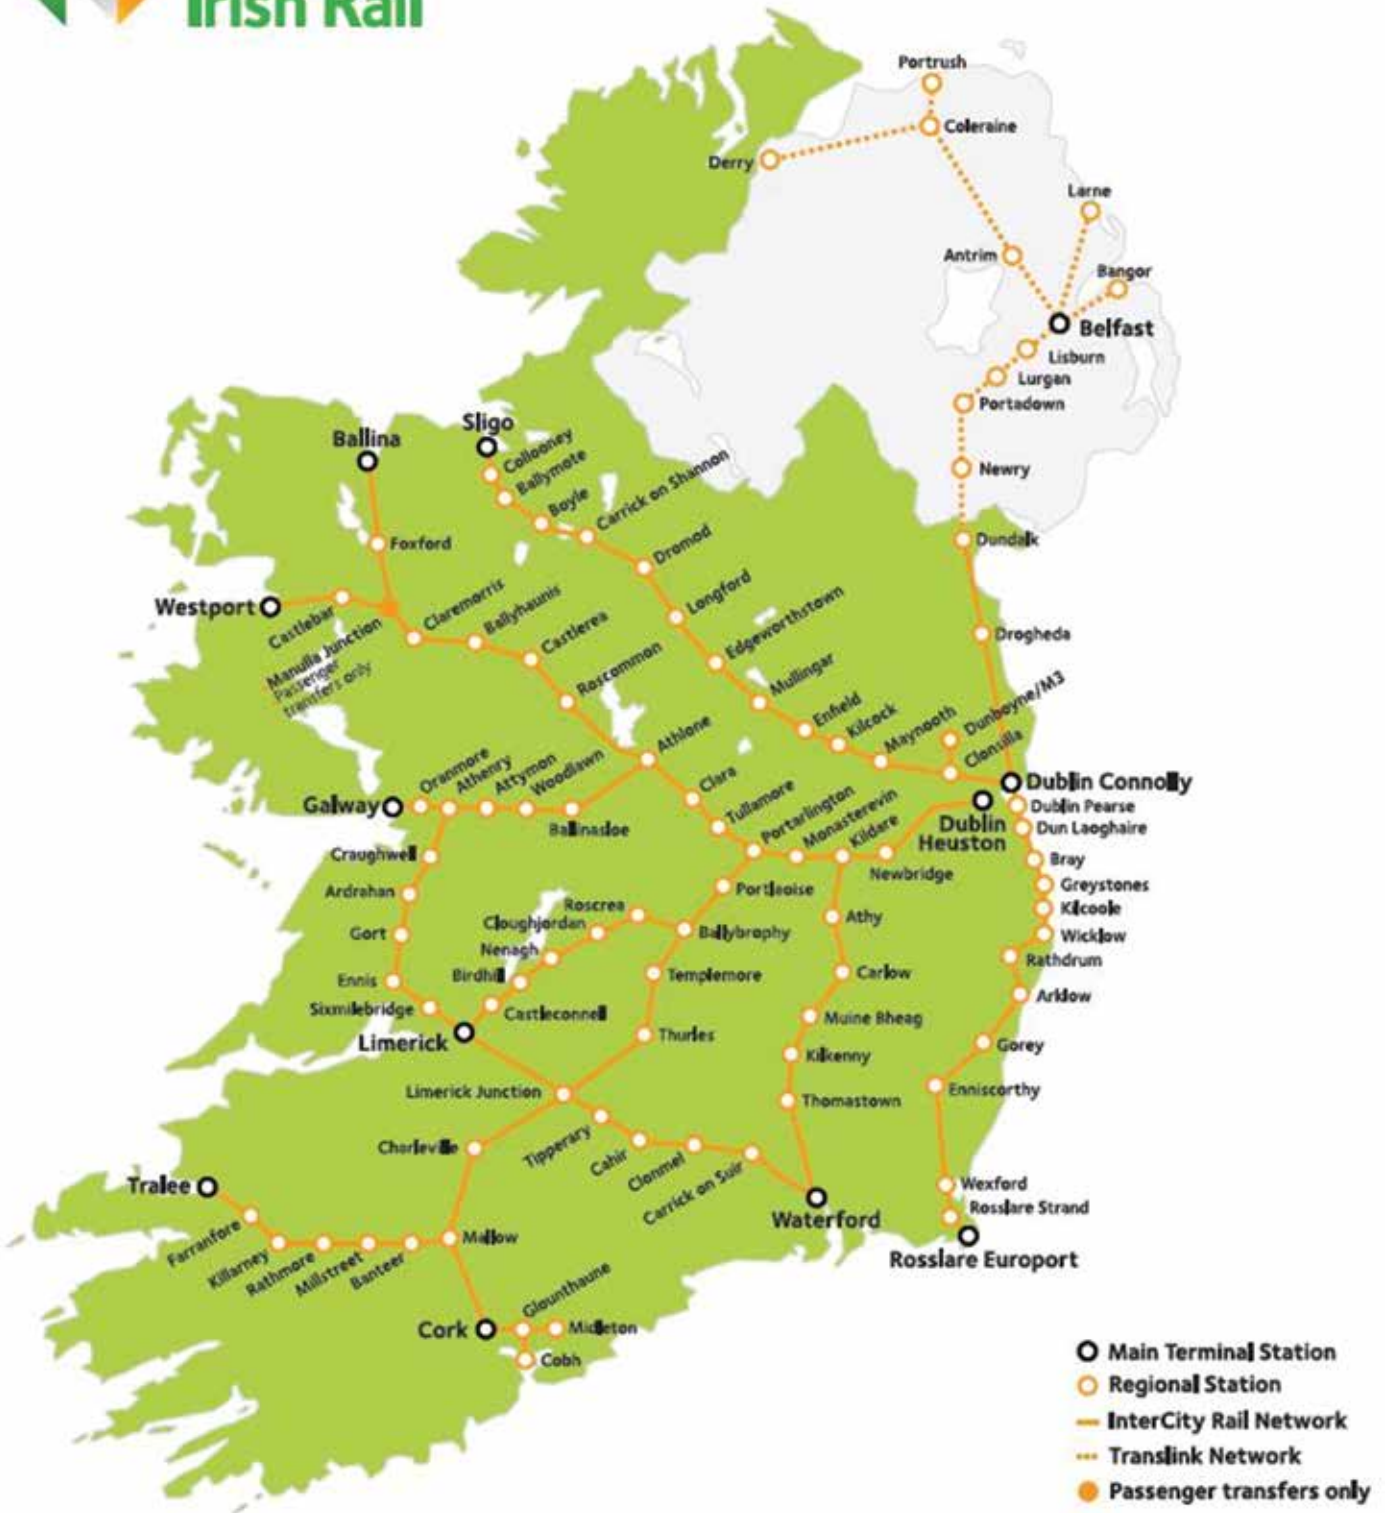 Irish Rail
Portrush
Coleraine
Derry
Larne
Antrim
Bangor
Belfast
Lisburn
Lurgan
Portadown
Newry
Dundalk
Sligo
Ballina
Collooney
Ballymote
Boyle
Carrick on Shannon
Dromod
Foxford
Longford
Westport
Castlebar
Manulla Junction
Passenger
transfers only
Claremorris
Ballyhaunis
Castlerea
Roscommon
Edgeworthstown
Mullingar
Enfield
Kilcock
Maynooth
Dunboyne/M3
Clonsilla
Drogheda
Athlone
Clara
Tullamore
Portarlington
Monasterevin
Kildare
Newbridge
Dublin Connolly
Dublin
Heuston
Dublin Pearse
Dun Laoghaire
Bray
Greystones
Kilcoole
Wicklow
Rathdrum
Arklow
Gorey
Enniscorthy
Wexford
Rosslare Strand
Rosslare Europort
Galway
Oranmore
Athenry
Attymon
Woodlawn
Ballinasloe
Craughwell
Ardrahan
Gort
Ennis
Sixmilebridge
Limerick
Roscrea
Cloughjordan
Nenagh
Birdhill
Castleconnell
Portlaoise
Ballybrophy
Templemore
Thurles
Limerick Junction
Athy
Carlow
Muine Bheag
Kilkenny
Thomastown
Waterford
Tipperary
Cahir
Clonmel
Carrick on Suir
Charleville
Tralee
Farranfore
Killarney
Rathmore
Millstreet
Banteer
Mallow
Cork
Glounthaune
Midleton
Cobh
Main Terminal Station
Regional Station
InterCity Rail Network
Translink Network
Passenger transfers only